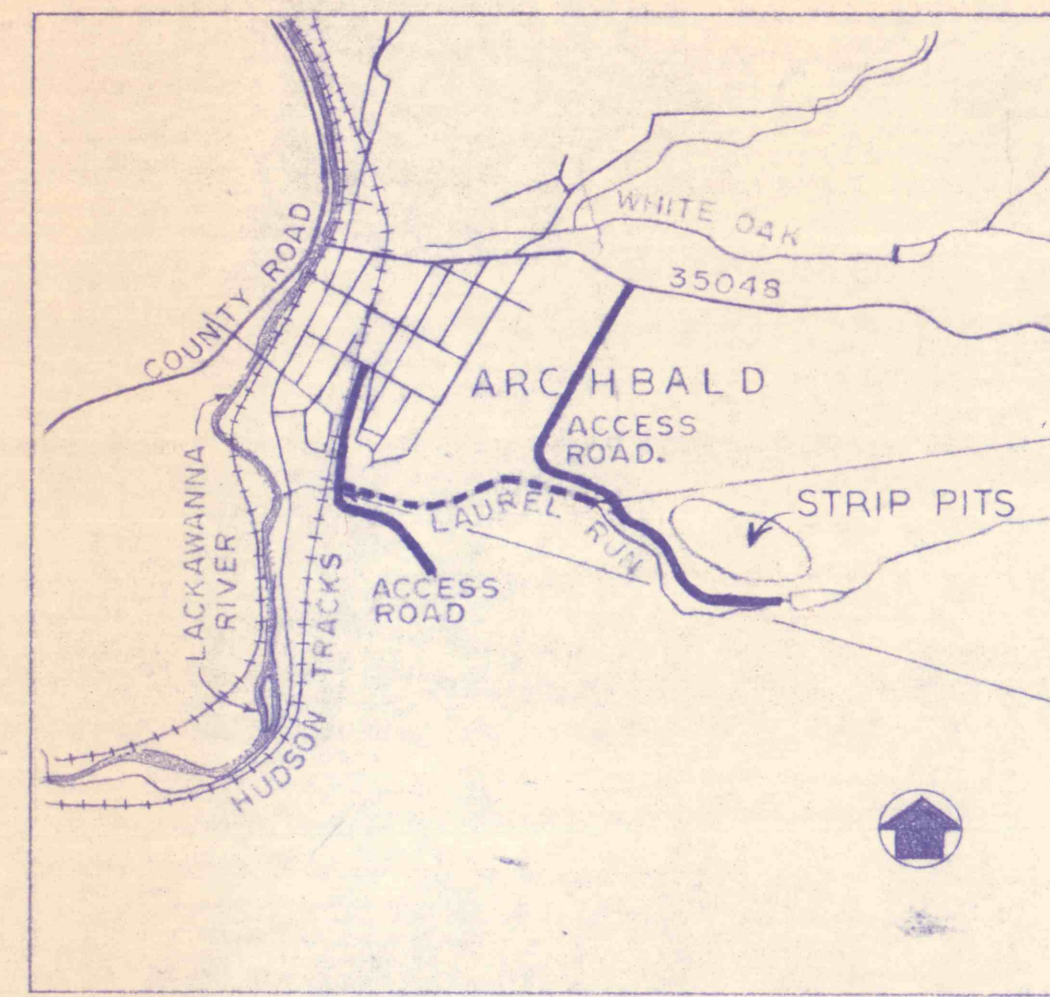 WHITE OAK
35048
COUNTY ROAD
ARCHBALD
ACCESS
ROAD.
STRIP PITS
LAUREL RUN
LACKAWANNA
RIVER
ACCESS
ROAD
HUDSON TRACKS